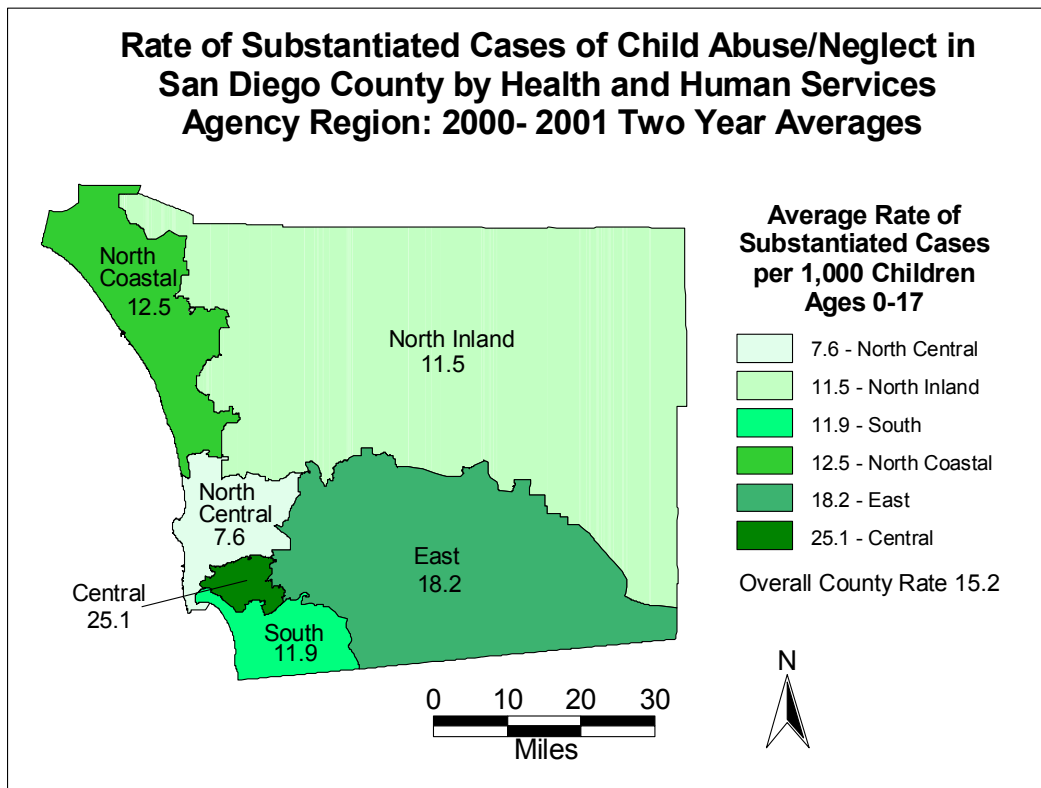 Rate of Substantiated Cases of Child Abuse/Neglect in
San Diego County by Health and Human Services
Agency Region: 2000- 2001 Two Year Averages
North
Coastal
12.5
North Inland
11.5
North
Central
7.6
East
18.2
Central
25.1
South
11.9
Average Rate of
Substantiated Cases
per 1,000 Children
Ages 0-17
7.6 - North Central
11.5 - North Inland
11.9 - South
12.5 - North Coastal
18.2 - East
25.1 - Central
Overall County Rate 15.2
N
0 10 20 30
Miles